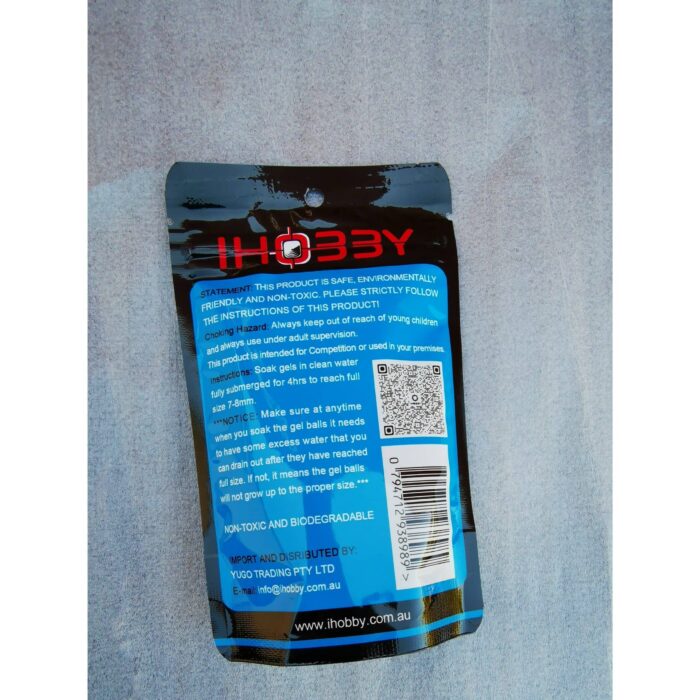 IHOBBY
STATEMENT: THIS PRODUCT IS SAFE, ENVIRONMENTALLY
FRIENDLY AND NON-TOXIC. PLEASE STRICTLY FOLLOW
THE INSTRUCTIONS OF THIS PRODUCT!
Choking Hazard: Always keep out of reach of young children
and always use under adult supervision.
This product is intended for Competition or used in your premises.
Instructions: Soak gels in clean water
fully submerged for 4hrs to reach full
size 7-8mm.
***NOTICE: Make sure at anytime
when you soak the gel balls it needs
to have some excess water that you
can drain out after they have reached
full size. If not, it means the gel balls
will not grow up to the proper size.***
NON-TOXIC AND BIODEGRADABLE
IMPORT AND DISRIBUTED BY:
YUGO TRADING PTY LTD
E-mail: info@ihobby.com.au
0 794712 938989 >
www.ihobby.com.au